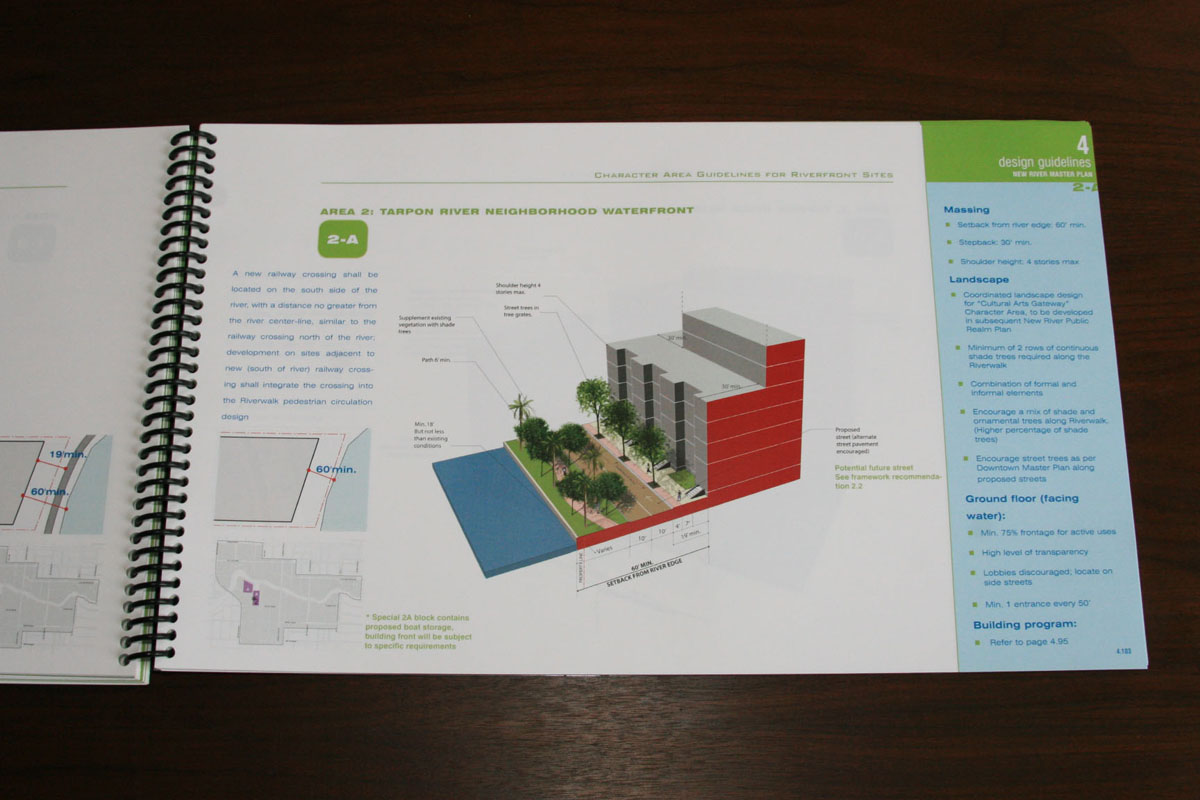 Character Area Guidelines for Riverfront Sites
AREA 2: TARPON RIVER NEIGHBORHOOD WATERFRONT
2-A
A new railway crossing shall be
located on the south side of the
river, with a distance no greater from
the river center-line, similar to the
railway crossing north of the river;
development on sites adjacent to
new (south of river) railway cross-
ing shall integrate the crossing into
the Riverwalk pedestrian circulation
design
19'min.
60'min.
60'min.
Shoulder height 4
stories max.
Street trees in
tree grates.
Supplement existing
vegetation with shade
trees
Path 6' min.
Min. 18'
But not less
than existing
conditions
30' min.
30' min.
Proposed
street (alternate
street pavement
encouraged)
Potential future street
See framework recommenda-
tion 2.2
Varies
10'
10'
6'
7'
19' min.
60' MIN.
SETBACK FROM RIVER EDGE
* Special 2A block contains
proposed boat storage,
building front will be subject
to specific requirements
4
design guidelines
NEW RIVER MASTER PLAN
2-A
Massing
Setback from river edge: 60' min.
Stepback: 30' min.
Shoulder height: 4 stories max
Landscape
Coordinated landscape design
for "Cultural Arts Gateway"
Character Area, to be developed
in subsequent New River Public
Realm Plan
Minimum of 2 rows of continuous
shade trees required along the
Riverwalk
Combination of formal and
informal elements
Encourage a mix of shade and
ornamental trees along Riverwalk,
(Higher percentage of shade
trees)
Encourage street trees as per
Downtown Master Plan along
proposed streets
Ground floor (facing
water):
Min. 75% frontage for active uses
High level of transparency
Lobbies discouraged; locate on
side streets
Min. 1 entrance every 50'
Building program:
Refer to page 4.95
4.103